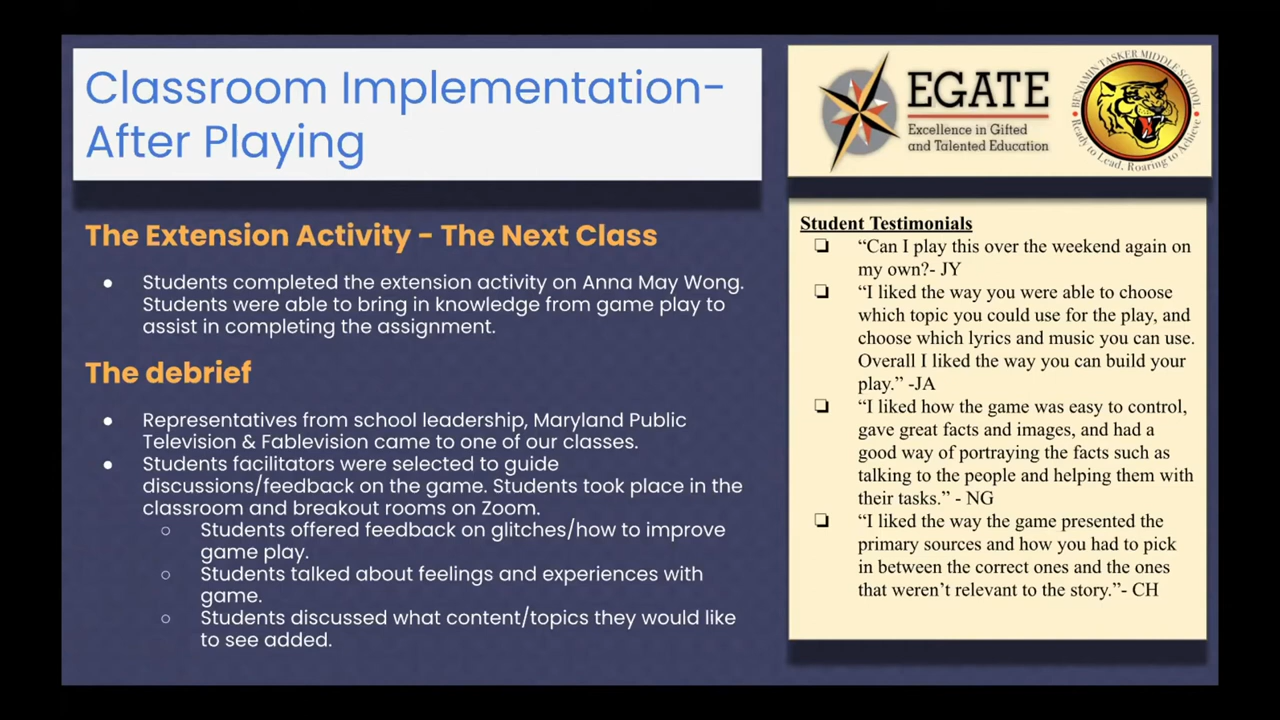 Classroom Implementation-
After Playing
The Extension Activity - The Next Class
● Students completed the extension activity on Anna May Wong.
Students were able to bring in knowledge from game play to
assist in completing the assignment.
The debrief
● Representatives from school leadership, Maryland Public
Television & Fablevision came to one of our classes.
● Students facilitators were selected to guide
discussions/feedback on the game. Students took place in the
classroom and breakout rooms on Zoom.
○ Students offered feedback on glitches/how to improve
game play.
○ Students talked about feelings and experiences with
game.
○ Students discussed what content/topics they would like
to see added.
EGATE
Excellence in Gifted
and Talented Education
BENJAMIN TASKER MIDDLE SCHOOL
Ready to Lead, Roaring to Achieve
Student Testimonials
❏ “Can I play this over the weekend again on
my own?- JY
❏ “I liked the way you were able to choose
which topic you could use for the play, and
choose which lyrics and music you can use.
Overall I liked the way you can build your
play.” -JA
❏ “I liked how the game was easy to control,
gave great facts and images, and had a
good way of portraying the facts such as
talking to the people and helping them with
their tasks.” - NG
❏ “I liked the way the game presented the
primary sources and how you had to pick
in between the correct ones and the ones
that weren’t relevant to the story.”- CH